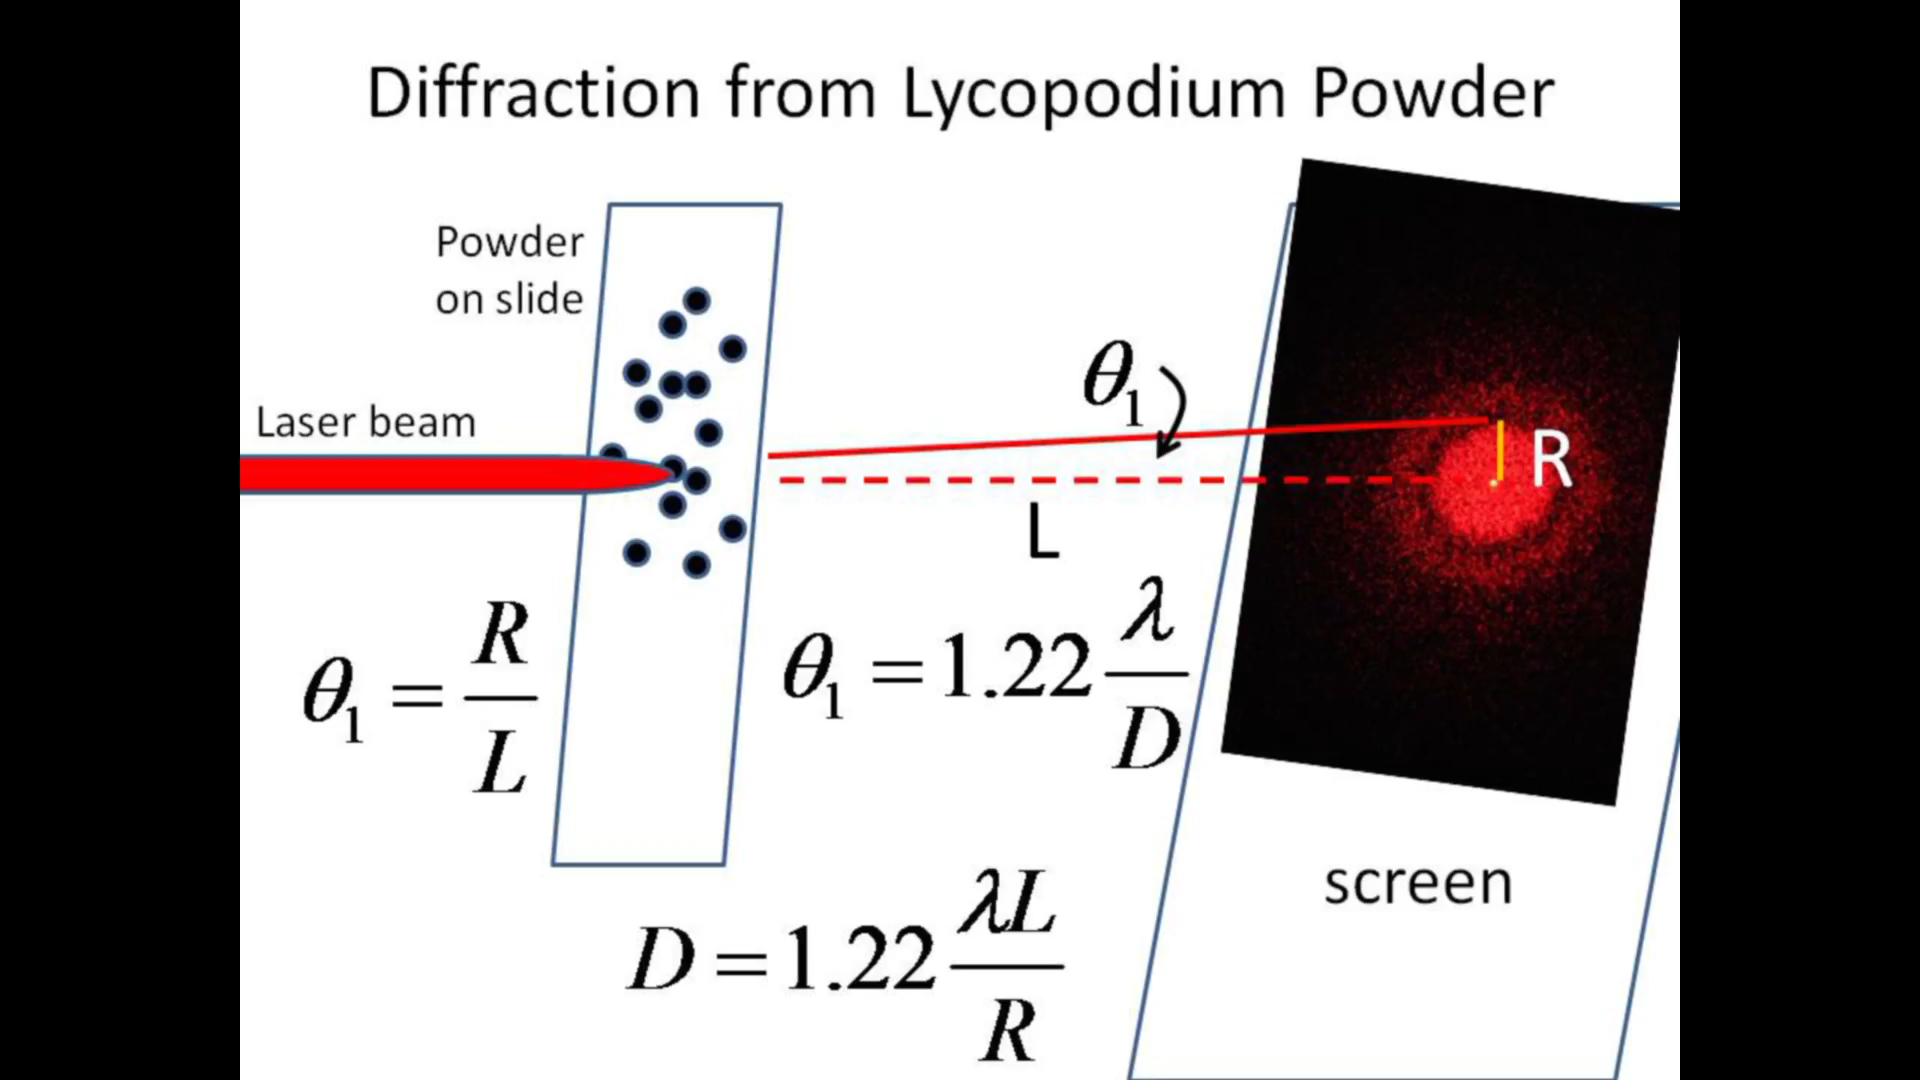 Diffraction from Lycopodium Powder
Powder
on slide
Laser beam
θ₁
R
L
θ₁ = R/L
θ₁ = 1.22 λ/D
screen
D = 1.22 λL/R